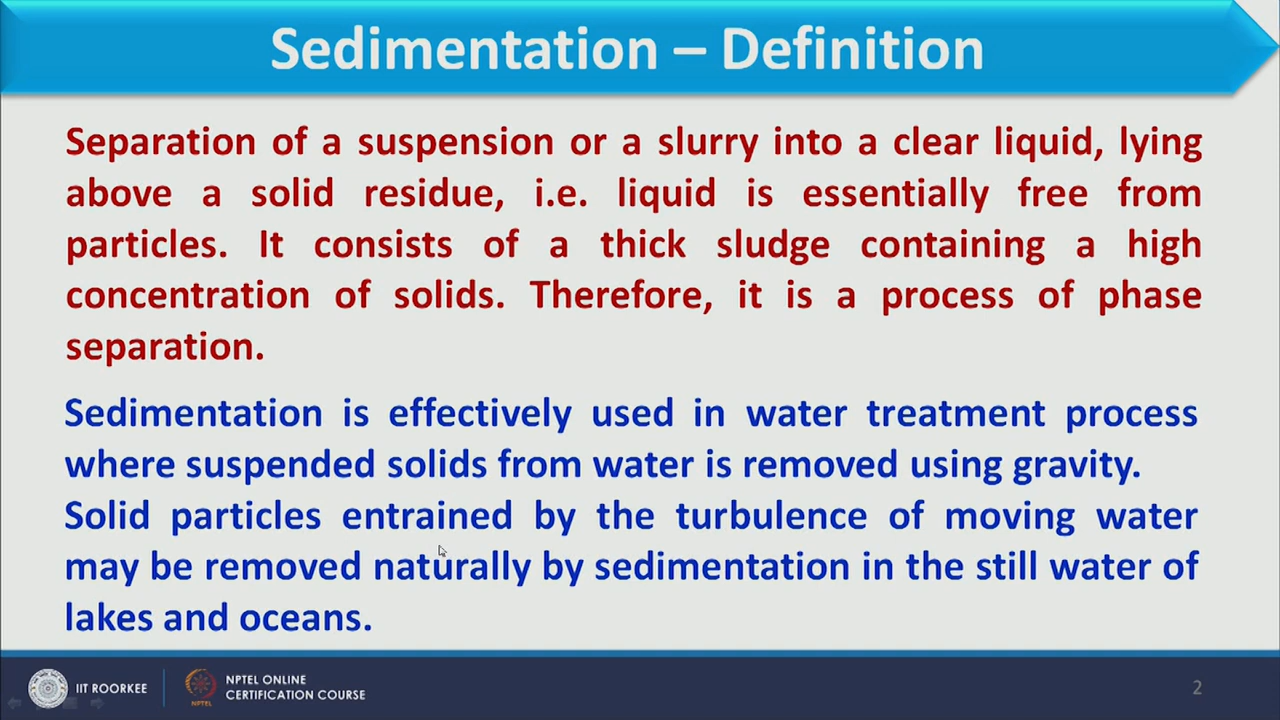 Sedimentation – Definition
Separation of a suspension or a slurry into a clear liquid, lying
above a solid residue, i.e. liquid is essentially free from
particles. It consists of a thick sludge containing a high
concentration of solids. Therefore, it is a process of phase
separation.
Sedimentation is effectively used in water treatment process
where suspended solids from water is removed using gravity.
Solid particles entrained by the turbulence of moving water
may be removed naturally by sedimentation in the still water of
lakes and oceans.
IIT ROORKEE
NPTEL
NPTEL ONLINE
CERTIFICATION COURSE
2